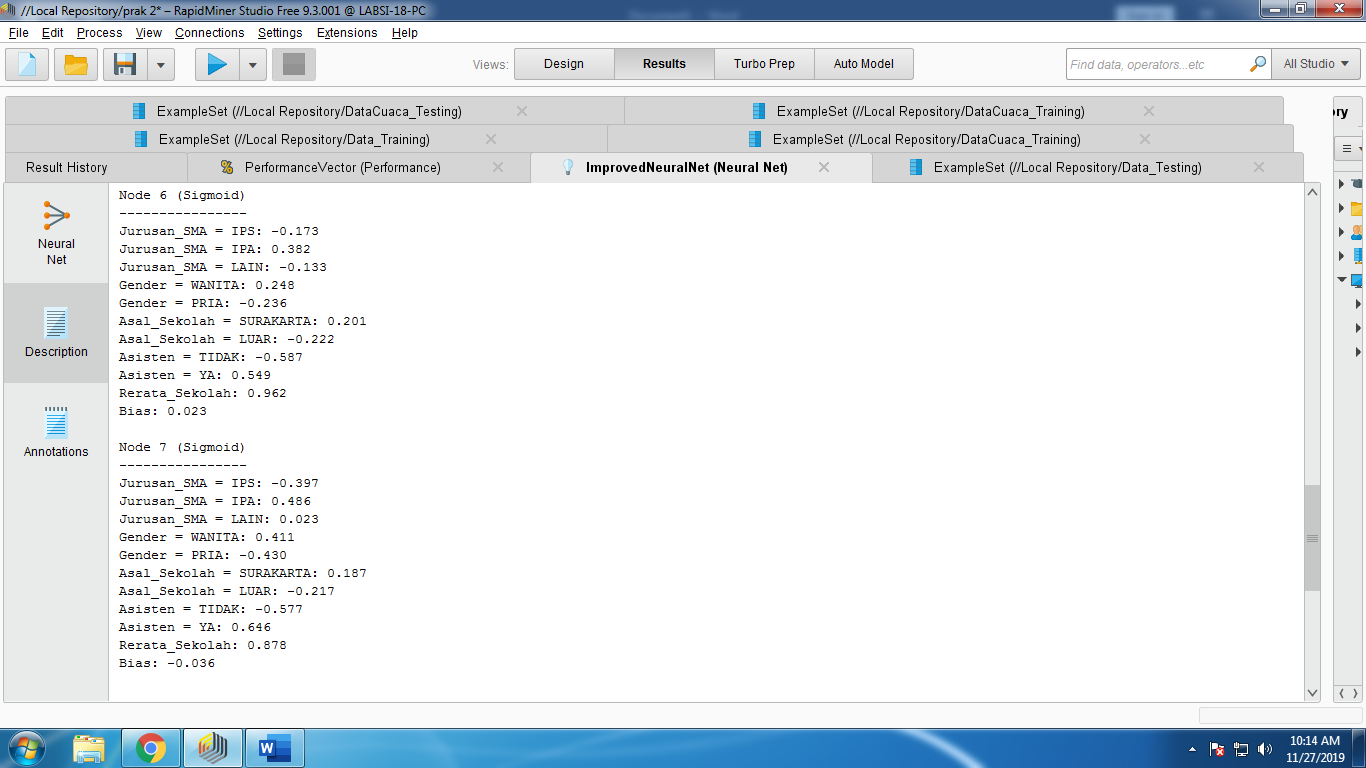 //Local Repository/prak 2* – RapidMiner Studio Free 9.3.001 @ LABSI-18-PC
File Edit Process View Connections Settings Extensions Help
Views: Design Results Turbo Prep Auto Model Find data, operators...etc All Studio
ExampleSet (//Local Repository/DataCuaca_Testing) ExampleSet (//Local Repository/DataCuaca_Training) ry
ExampleSet (//Local Repository/Data_Training) ExampleSet (//Local Repository/DataCuaca_Training)
Result History PerformanceVector (Performance) ImprovedNeuralNet (Neural Net) ExampleSet (//Local Repository/Data_Testing)
Neural
Net
Description
Annotations
Node 6 (Sigmoid)
----------------
Jurusan_SMA = IPS: -0.173
Jurusan_SMA = IPA: 0.382
Jurusan_SMA = LAIN: -0.133
Gender = WANITA: 0.248
Gender = PRIA: -0.236
Asal_Sekolah = SURAKARTA: 0.201
Asal_Sekolah = LUAR: -0.222
Asisten = TIDAK: -0.587
Asisten = YA: 0.549
Rerata_Sekolah: 0.962
Bias: 0.023
Node 7 (Sigmoid)
----------------
Jurusan_SMA = IPS: -0.397
Jurusan_SMA = IPA: 0.486
Jurusan_SMA = LAIN: 0.023
Gender = WANITA: 0.411
Gender = PRIA: -0.430
Asal_Sekolah = SURAKARTA: 0.187
Asal_Sekolah = LUAR: -0.217
Asisten = TIDAK: -0.577
Asisten = YA: 0.646
Rerata_Sekolah: 0.878
Bias: -0.036
10:14 AM
11/27/2019